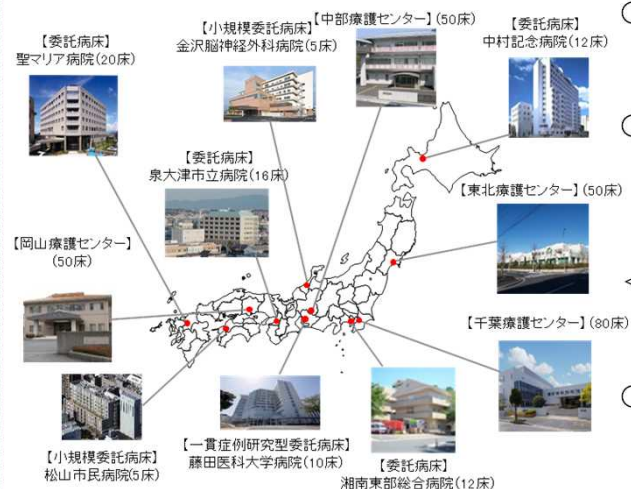 【委託病床】
聖マリア病院(20床)
【小規模委託病床】
金沢脳神経外科病院(5床)
【中部療護センター】(50床)
【委託病床】
中村記念病院(12床)
【委託病床】
泉大津市立病院(16床)
【東北療護センター】(50床)
【岡山療護センター】
(50床)
【千葉療護センター】(80床)
【小規模委託病床】
松山市民病院(5床)
【一貫症例研究型委託病床】
藤田医科大学病院(10床)
【委託病床】
湘南東部総合病院(12床)